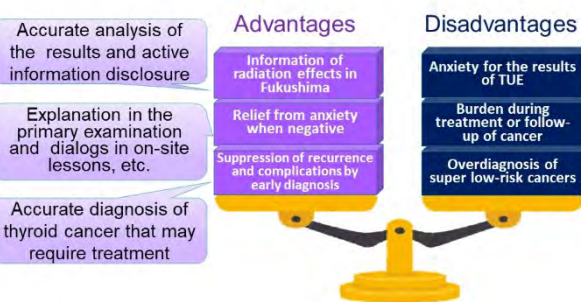 Accurate analysis of
the results and active
information disclosure
Explanation in the
primary examination
and dialogs in on-site
lessons, etc.
Accurate diagnosis of
thyroid cancer that may
require treatment
Advantages
Information of
radiation effects in
Fukushima
Relief from anxiety
when negative
Suppression of recurrence
and complications by
early diagnosis
Disadvantages
Anxiety for the results
of TUE
Burden during
treatment or follow-
up of cancer
Overdiagnosis of
super low-risk cancers